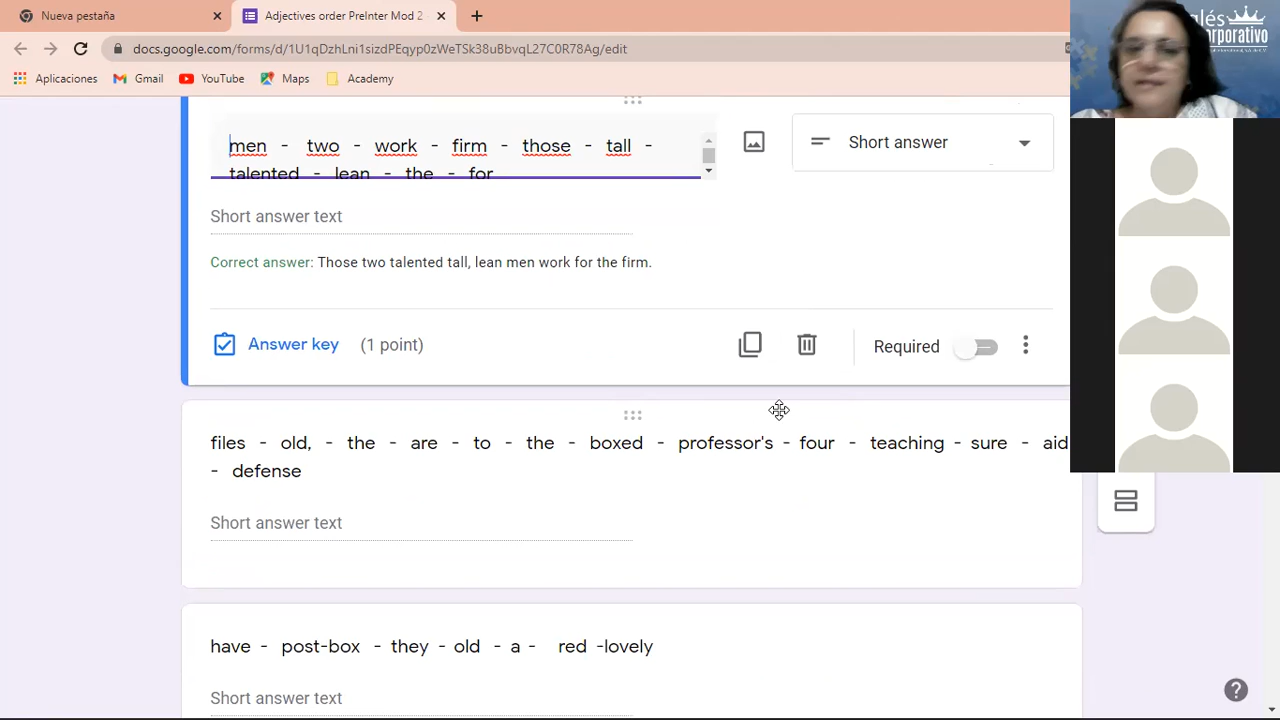 Nueva pestaña
Adjectives order PreInter Mod 2
docs.google.com/forms/d/1U1qDzhLni1sizdPEqyp0zWeTSk38uBbvqL27C0R78Ag/edit
Aplicaciones Gmail YouTube Maps Academy
glés
orporativo
men - two - work - firm - those - tall -
talented - lean - the - for
Short answer
Short answer text
Correct answer: Those two talented tall, lean men work for the firm.
Answer key (1 point)
Required
files - old, - the - are - to - the - boxed - professor's - four - teaching - sure - aid
- defense
Short answer text
have - post-box - they - old - a - red -lovely
Short answer text